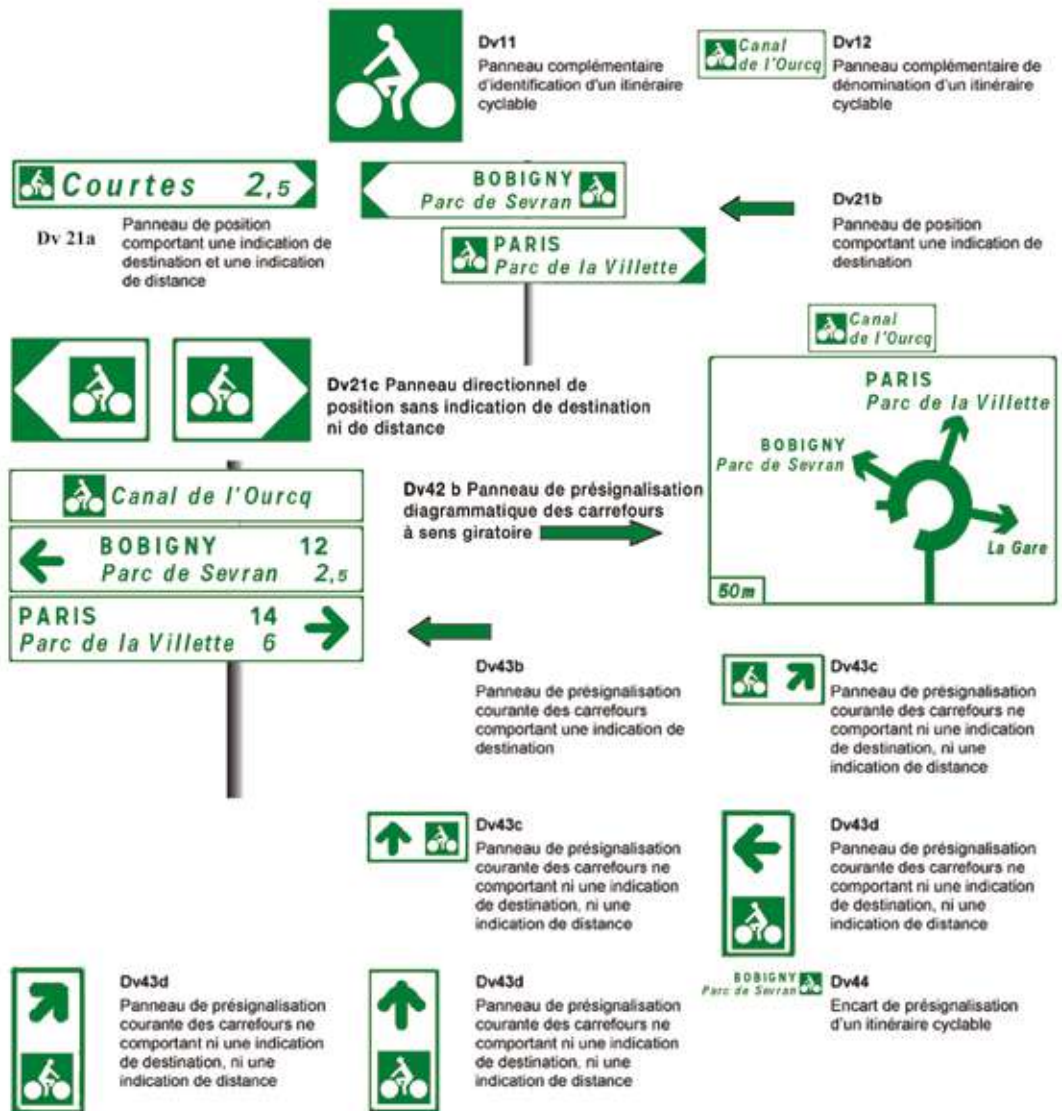 Dv11
Panneau complémentaire
d'identification d'un itinéraire
cyclable
Canal
de l'Ourcq
Dv12
Panneau complémentaire de
dénomination d'un itinéraire
cyclable
Courtes 2,5
Dv 21a
Panneau de position
comportant une indication de
destination et une indication
de distance
BOBIGNY
Parc de Sevran
PARIS
Parc de la Villette
Dv21b
Panneau de position
comportant une indication de
destination
Dv21c Panneau directionnel de
position sans indication de destination
ni de distance
Canal
de l'Ourcq
PARIS
Parc de la Villette
BOBIGNY
Parc de Sevran
La Gare
50m
Canal de l'Ourcq
BOBIGNY 12
Parc de Sevran 2,5
PARIS 14
Parc de la Villette 6
Dv42 b Panneau de présignalisation
diagrammatique des carrefours
à sens giratoire
Dv43b
Panneau de présignalisation
courante des carrefours
comportant une indication de
destination
Dv43c
Panneau de présignalisation
courante des carrefours ne
comportant ni une indication
de destination, ni une
indication de distance
Dv43c
Panneau de présignalisation
courante des carrefours ne
comportant ni une indication
de destination, ni une
indication de distance
Dv43d
Panneau de présignalisation
courante des carrefours ne
comportant ni une indication
de destination, ni une
indication de distance
Dv43d
Panneau de présignalisation
courante des carrefours ne
comportant ni une indication
de destination, ni une
indication de distance
Dv43d
Panneau de présignalisation
courante des carrefours ne
comportant ni une indication
de destination, ni une
indication de distance
BOBIGNY
Parc de Sevran
Dv44
Encart de présignalisation
d'un itinéraire cyclable